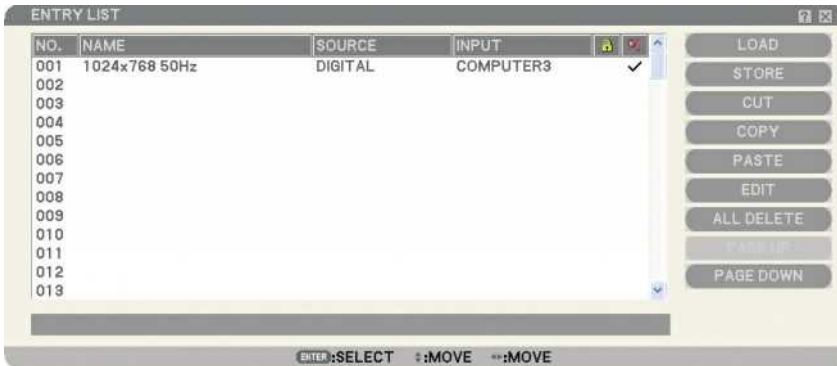 ENTRY LIST
NO. NAME SOURCE INPUT
001 1024x768 50Hz DIGITAL COMPUTER3
002
003
004
005
006
007
008
009
010
011
012
013
LOAD
STORE
CUT
COPY
PASTE
EDIT
ALL DELETE
PAGE UP
PAGE DOWN
ENTER:SELECT :MOVE :MOVE